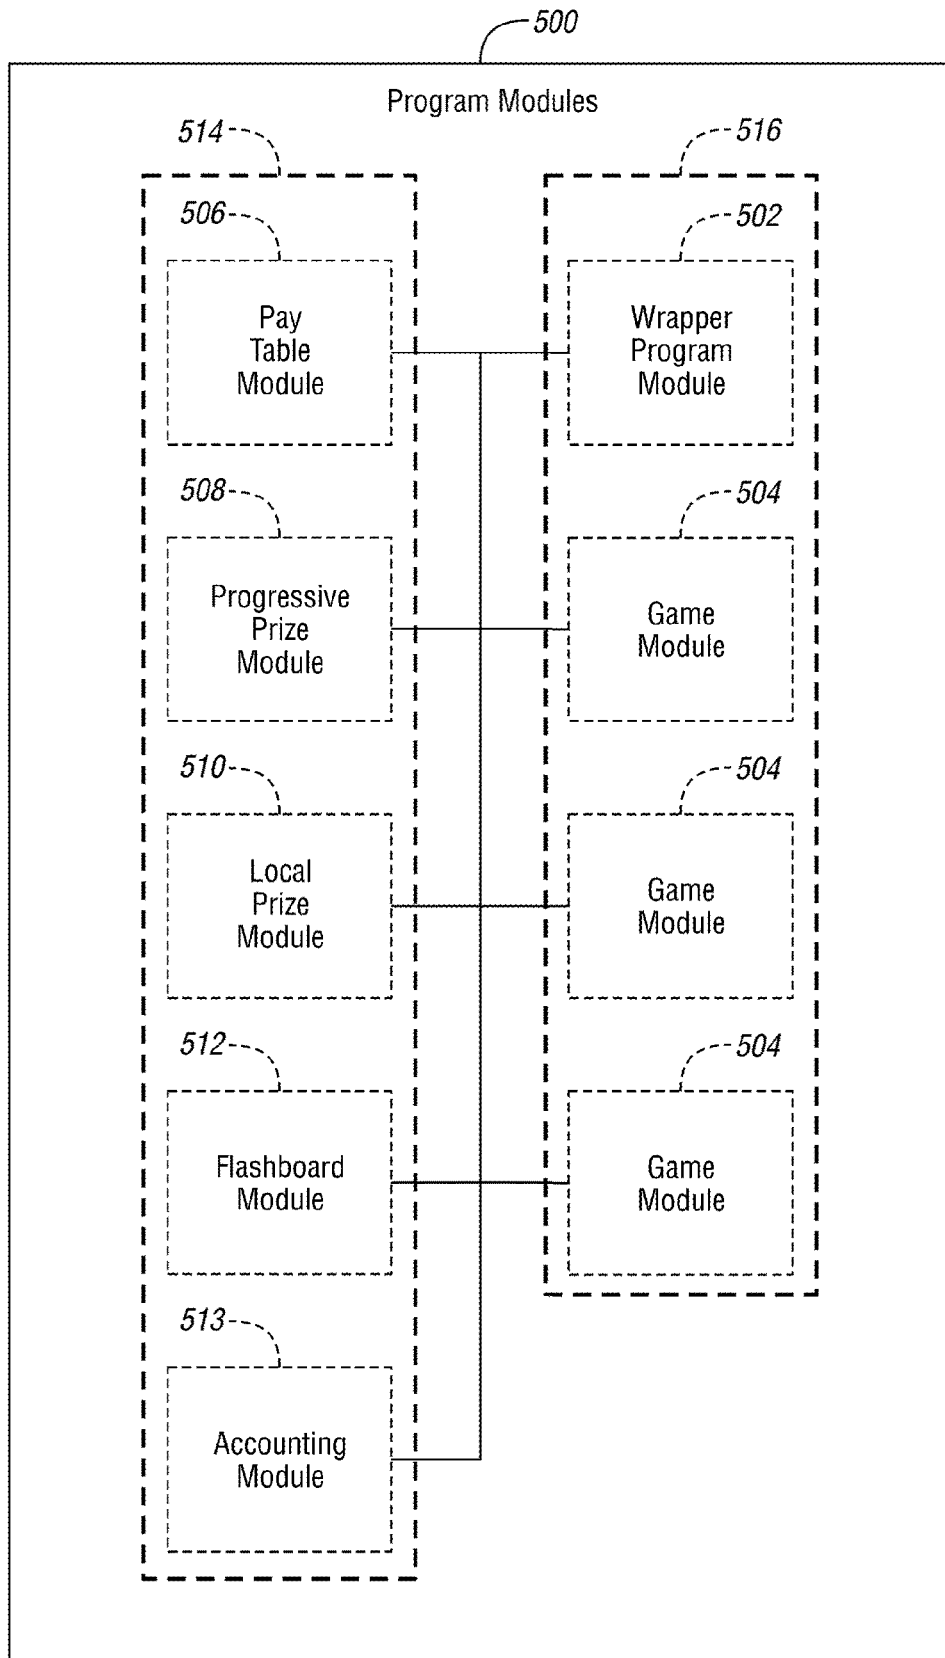 500
Program Modules
514
516
506
502
Pay
Table
Module
Wrapper
Program
Module
508
504
Progressive
Prize
Module
Game
Module
510
504
Local
Prize
Module
Game
Module
512
504
Flashboard
Module
Game
Module
513
Accounting
Module